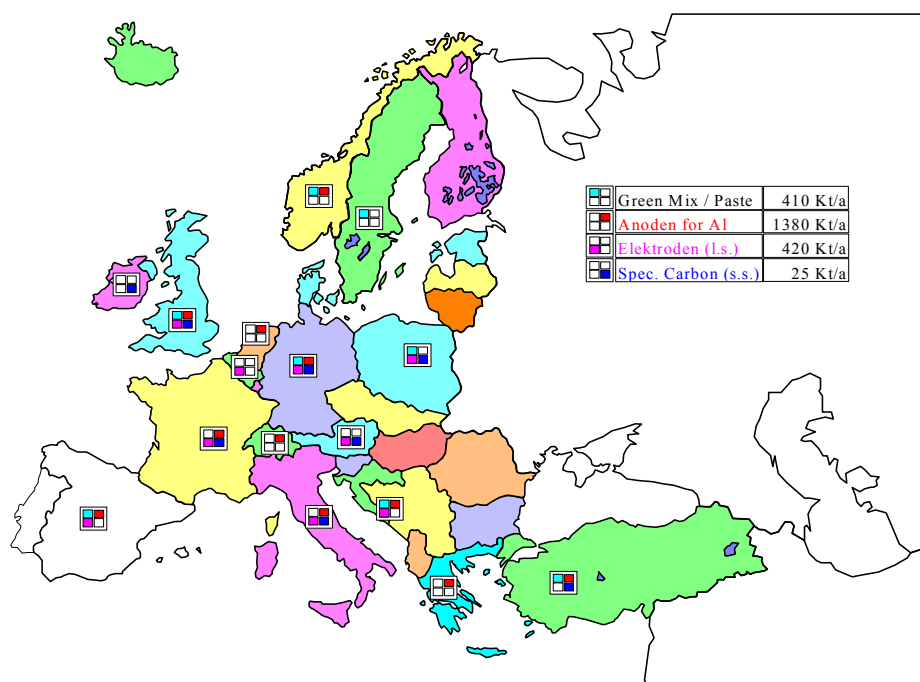 Green Mix / Paste 410 Kt/a
Anoden for Al 1380 Kt/a
Elektroden (l.s.) 420 Kt/a
Spec. Carbon (s.s.) 25 Kt/a